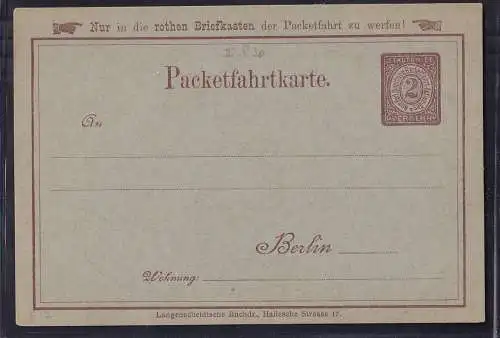 Nur in die rothen Briefkasten der Packetfahrt zu werfen!
Packetfahrtkarte.
2
An
Berlin
Wohnung:
Langenscheidtsche Buchdr., Hallesche Strasse 17.